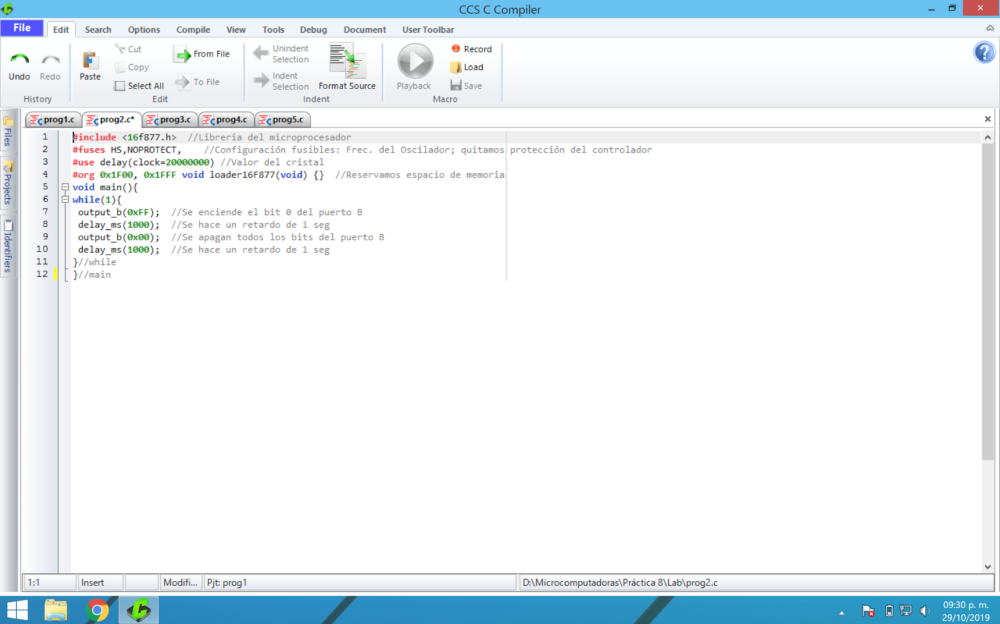 CCS C Compiler
File Edit Search Options Compile View Tools Debug Document User Toolbar
Undo Redo
History
Paste
Cut
Copy
Select All
From File
To File
Edit
Unindent Selection
Indent Selection
Format Source
Indent
Playback
Record
Load
Save
Macro
Files
Projects
Identifiers
prog1.c prog2.c* prog3.c prog4.c prog5.c
1 #include <16f877.h>  //Libreria del microprocesador
2 #fuses HS,NOPROTECT,    //Configuración fusibles: Frec. del Oscilador; quitamos protección del controlador
3 #use delay(clock=20000000) //Valor del cristal
4 #org 0x1F00, 0x1FFF void loader16F877(void) {}  //Reservamos espacio de memoria
5 void main(){
6 while(1){
7  output_b(0xFF);  //Se enciende el bit 0 del puerto B
8  delay_ms(1000);  //Se hace un retardo de 1 seg
9  output_b(0x00);  //Se apagan todos los bits del puerto B
10  delay_ms(1000);  //Se hace un retardo de 1 seg
11 }//while
12 }//main
1:1 Insert Modifi... Pjt: prog1 D:\Microcomputadoras\Práctica 8\Lab\prog2.c
09:30 p. m.
29/10/2019